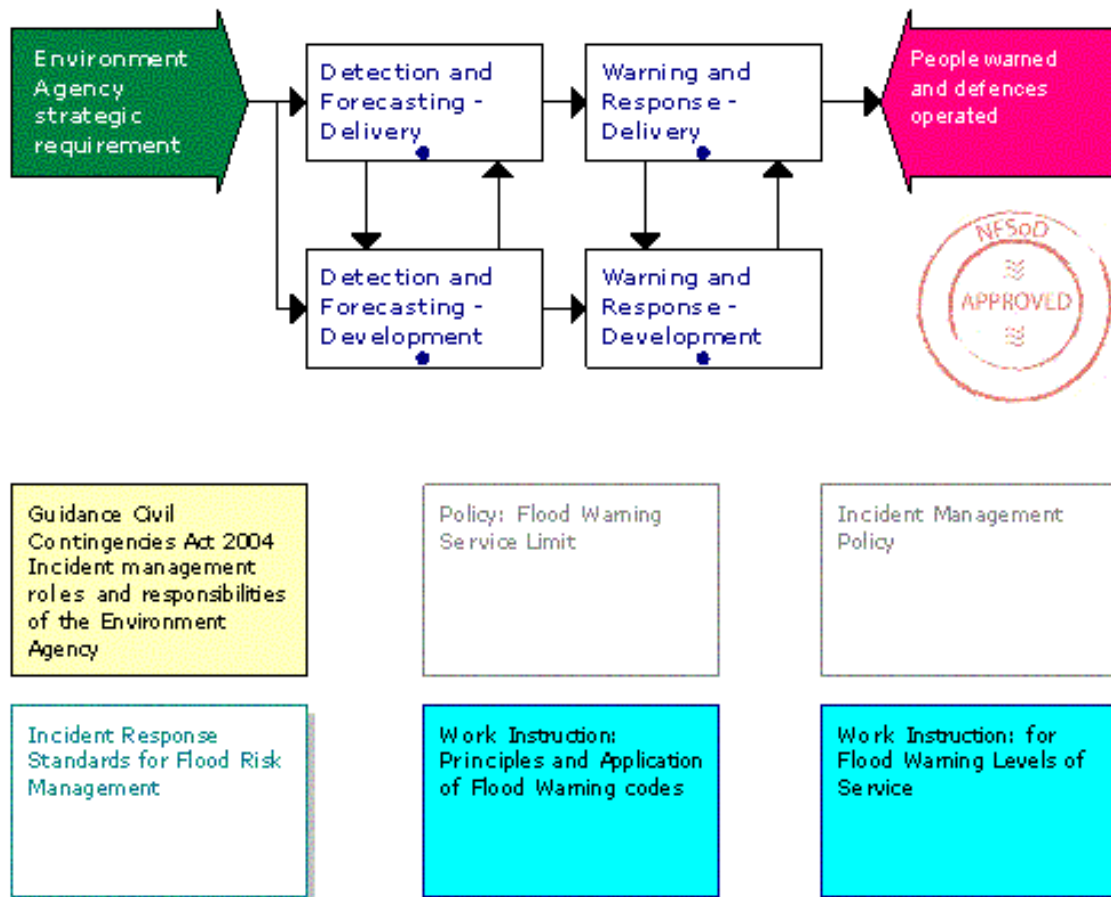 Environment
Agency
strategic
requirement
Detection and
Forecasting -
Delivery
Warning and
Response -
Delivery
People warned
and defences
operated
Detection and
Forecasting -
Development
Warning and
Response -
Development
NFSoD
APPROVED
Guidance Civil
Contingencies Act 2004
Incident management
roles and responsibilities
of the Environment
Agency
Policy: Flood Warning
Service Limit
Incident Management
Policy
Incident Response
Standards for Flood Risk
Management
Work Instruction:
Principles and Application
of Flood Warning codes
Work Instruction: for
Flood Warning Levels of
Service